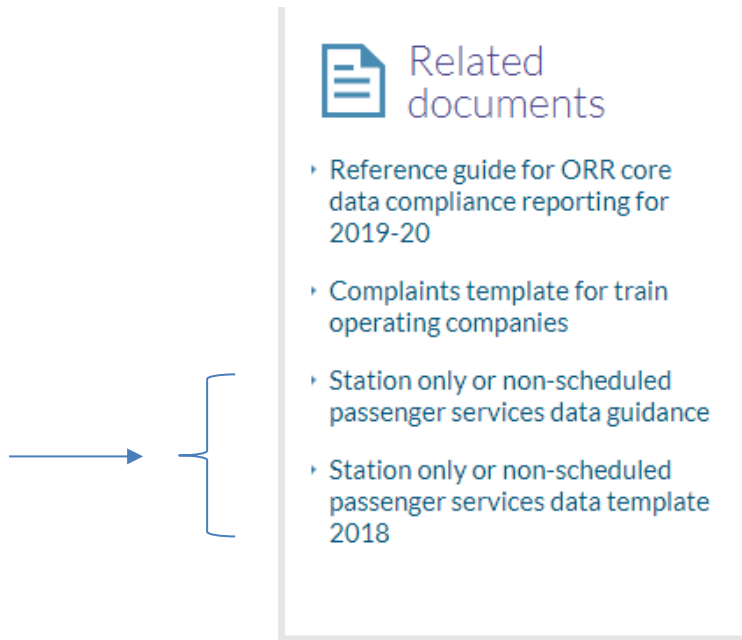 Related
documents
Reference guide for ORR core
data compliance reporting for
2019-20
Complaints template for train
operating companies
Station only or non-scheduled
passenger services data guidance
Station only or non-scheduled
passenger services data template
2018